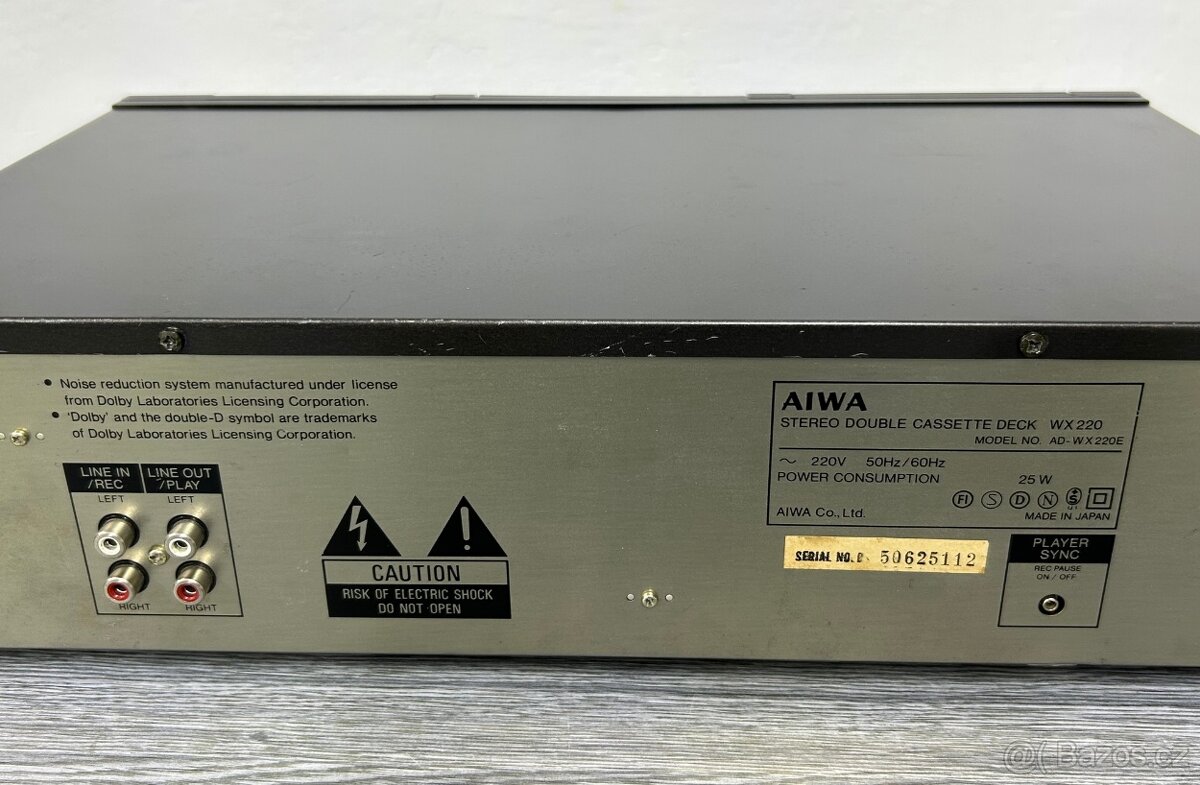 • Noise reduction system manufactured under license
from Dolby Laboratories Licensing Corporation.
• 'Dolby' and the double-D symbol are trademarks
of Dolby Laboratories Licensing Corporation.
LINE IN
/REC
LINE OUT
/PLAY
LEFT
LEFT
RIGHT
RIGHT
CAUTION
RISK OF ELECTRIC SHOCK
DO NOT OPEN
AIWA
STEREO DOUBLE CASSETTE DECK WX220
MODEL NO. AD-WX220E
~ 220V 50Hz/60Hz
POWER CONSUMPTION 25 W
FI S D N
AIWA Co., Ltd.
MADE IN JAPAN
SERIAL NO. 50625112
PLAYER
SYNC
REC PAUSE
ON / OFF
Bazos.cz